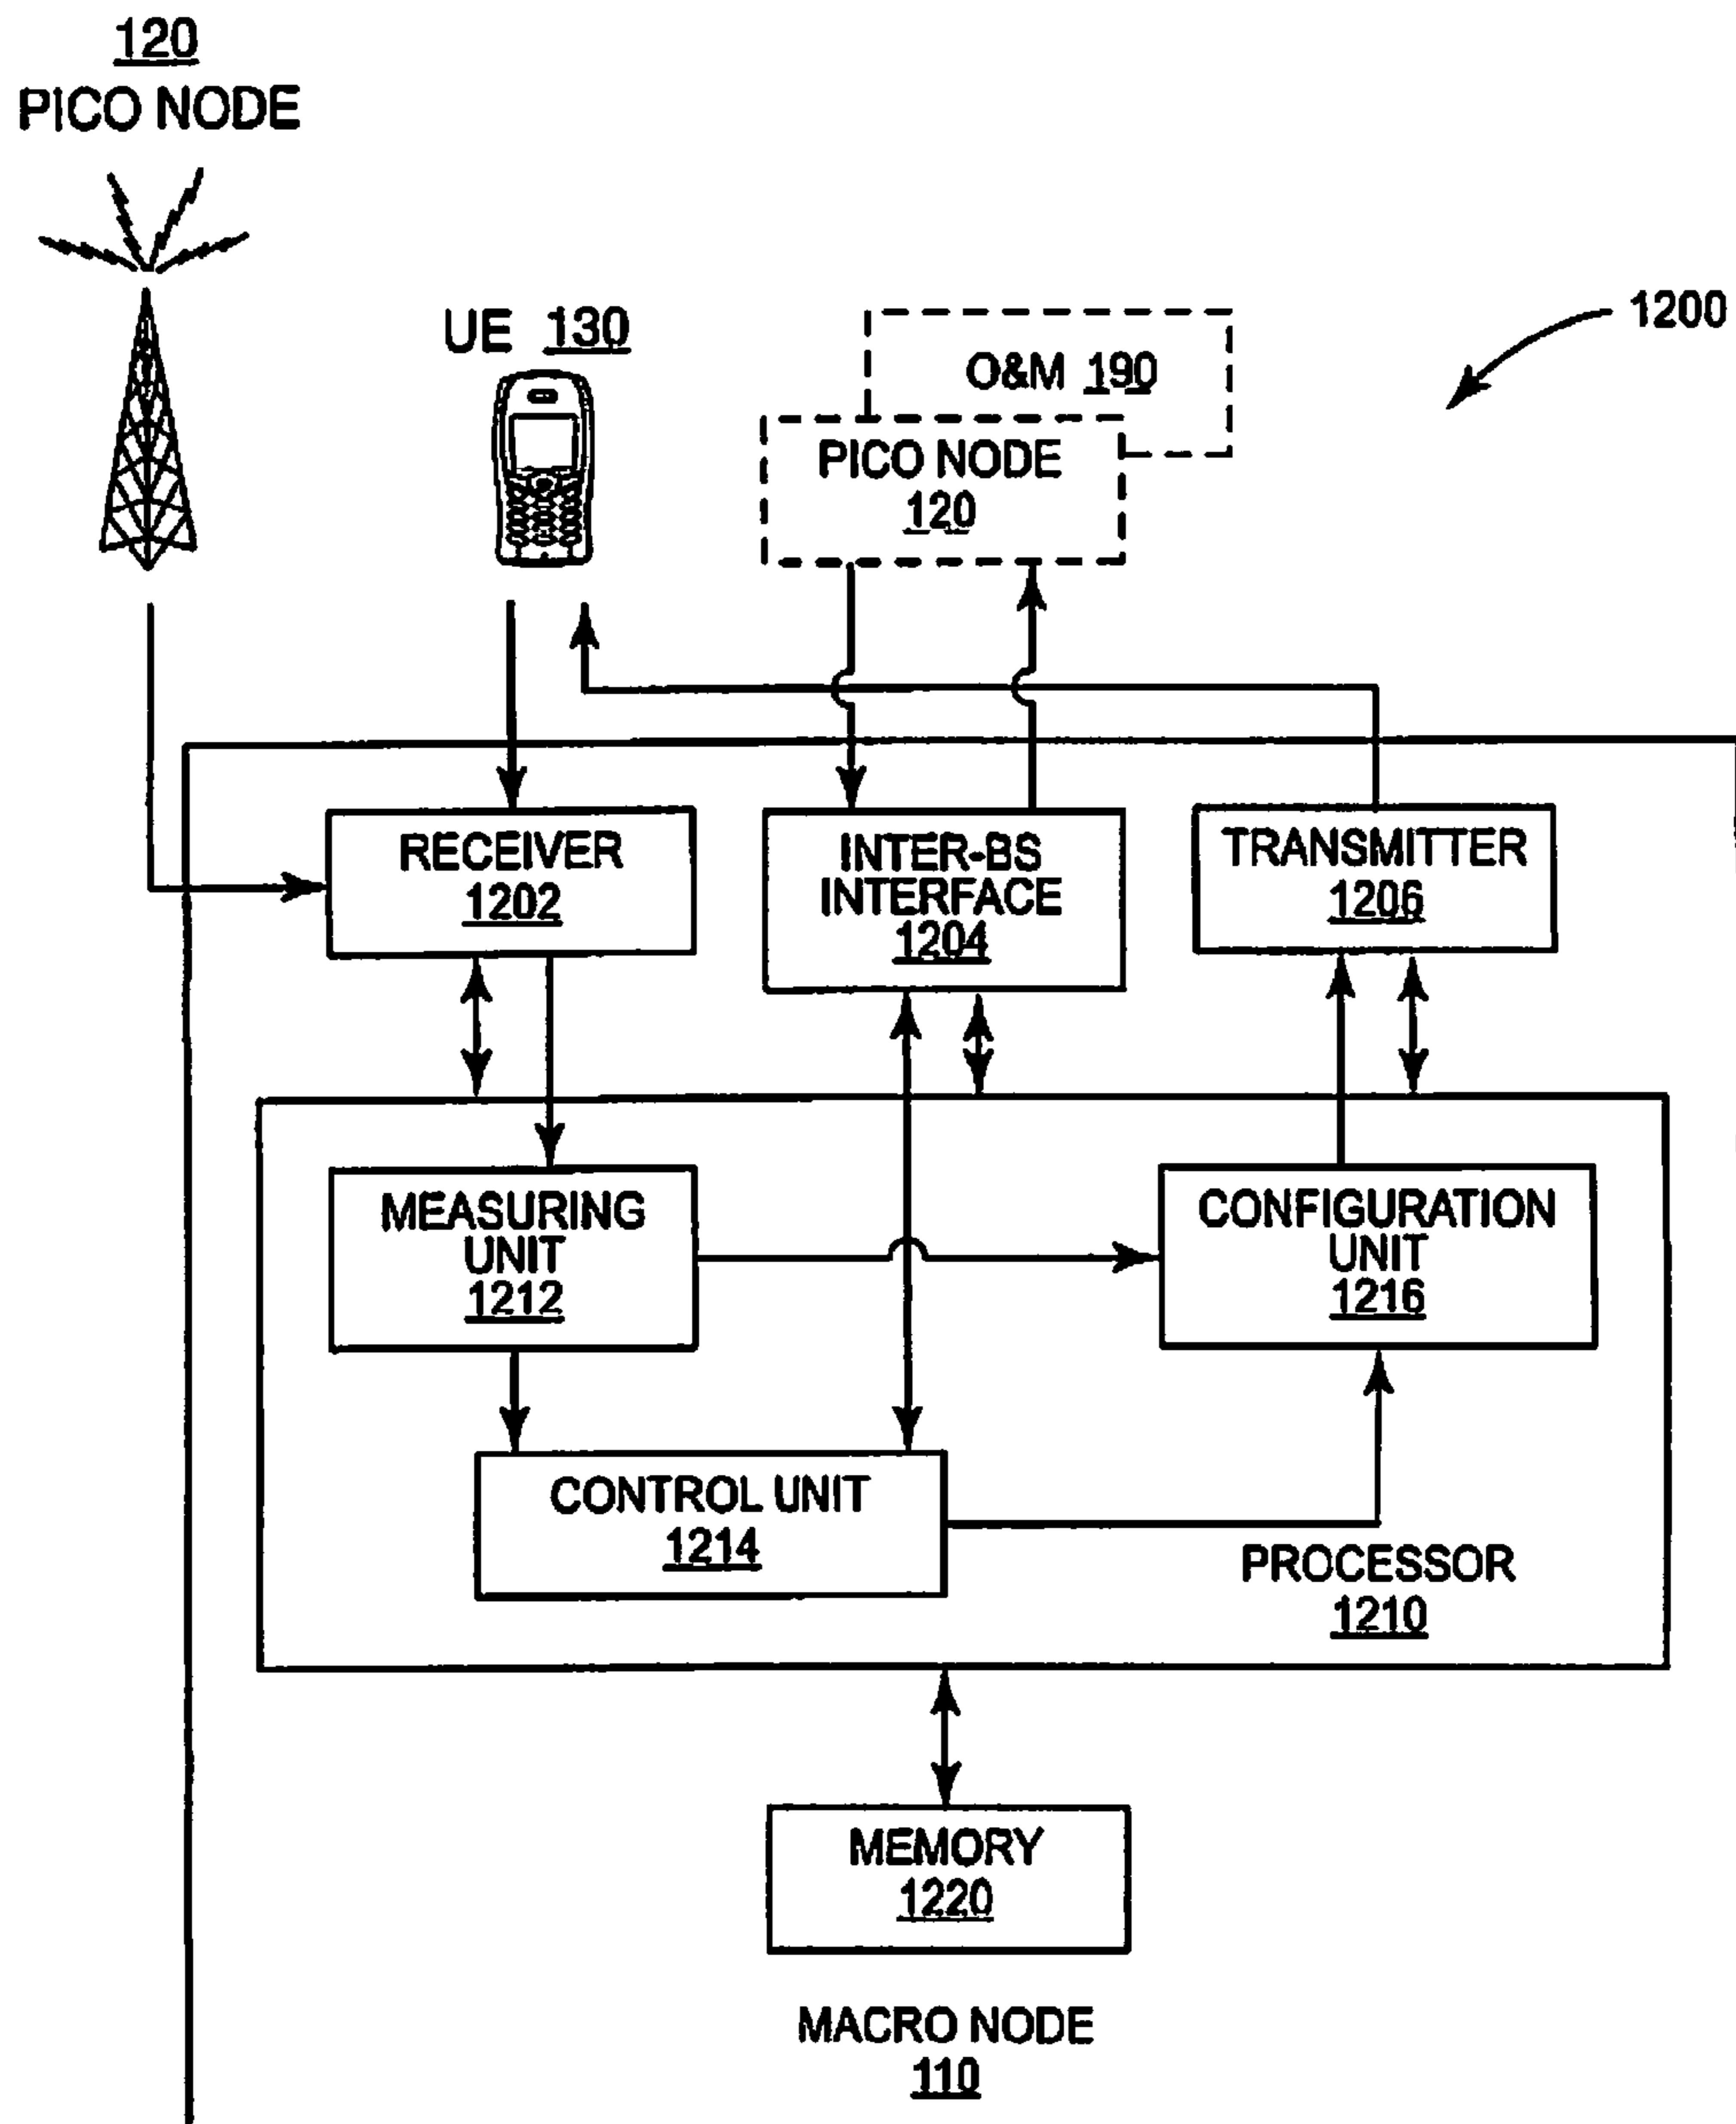 120
PICO NODE
UE 130
1200
O&M 190
PICO NODE
120
RECEIVER
1202
INTER-BS
INTERFACE
1204
TRANSMITTER
1206
MEASURING
UNIT
1212
CONFIGURATION
UNIT
1216
CONTROL UNIT
1214
PROCESSOR
1210
MEMORY
1220
MACRO NODE
110